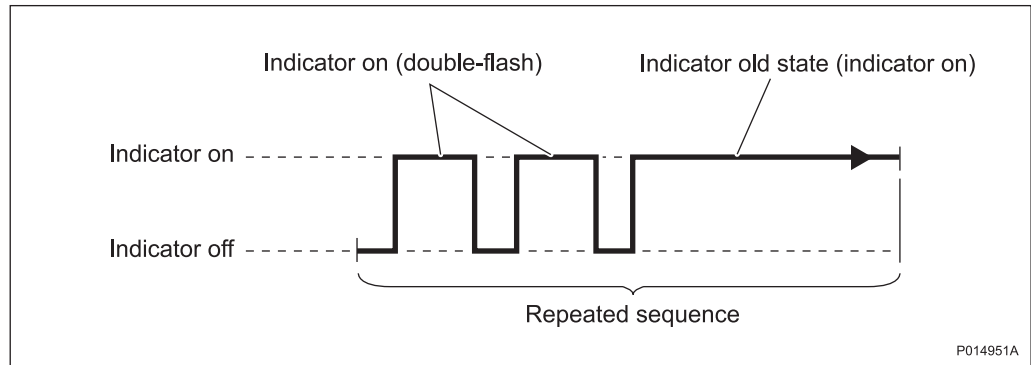 Indicator on (double-flash)
Indicator old state (indicator on)
Indicator on
Indicator off
Repeated sequence
P014951A